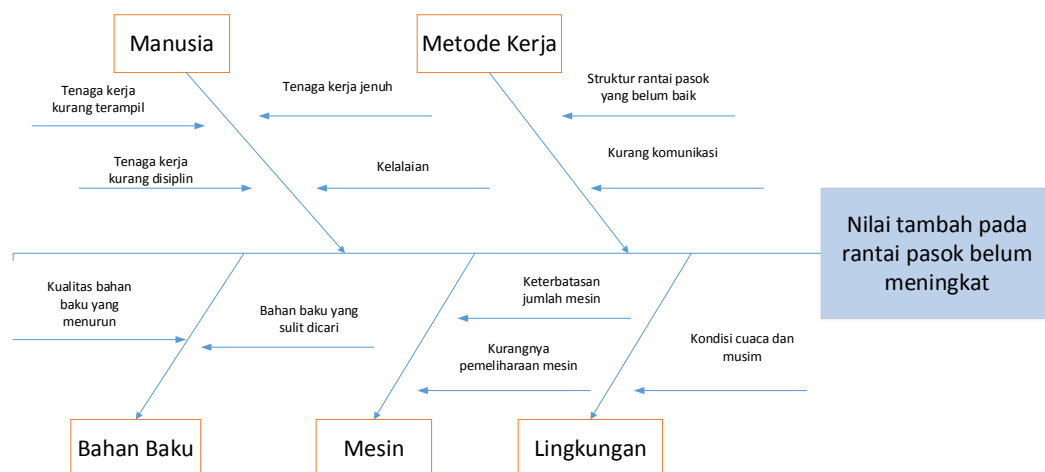 Manusia
Metode Kerja
Tenaga kerja
kurang terampil
Tenaga kerja jenuh
Struktur rantai pasok
yang belum baik
Tenaga kerja
kurang disiplin
Kelalaian
Kurang komunikasi
Nilai tambah pada
rantai pasok belum
meningkat
Kualitas bahan
baku yang
menurun
Bahan baku yang
sulit dicari
Keterbatasan
jumlah mesin
Kurangnya
pemeliharaan mesin
Kondisi cuaca dan
musim
Bahan Baku
Mesin
Lingkungan